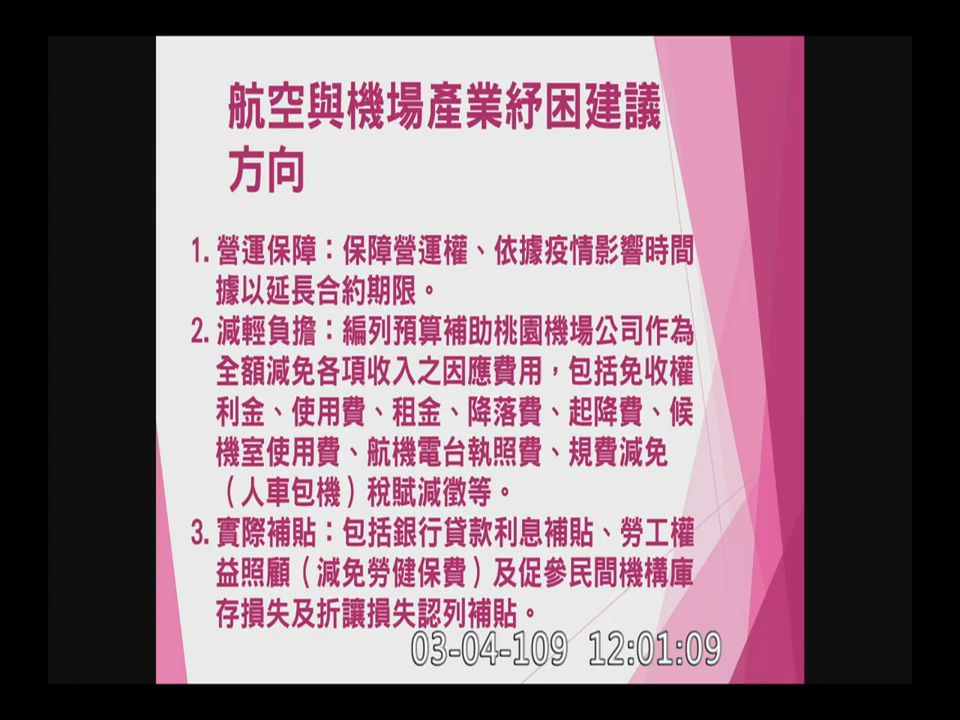 航空與機場產業紓困建議
方向
1. 營運保障：保障營運權、依據疫情影響時間
據以延長合約期限。
2. 減輕負擔：編列預算補助桃園機場公司作為
全額減免各項收入之因應費用，包括免收權
利金、使用費、租金、降落費、起降費、候
機室使用費、航機電台執照費、規費減免
（人車包機）稅賦減徵等。
3. 實際補貼：包括銀行貸款利息補貼、勞工權
益照顧（減免勞健保費）及促參民間機構庫
存損失及折讓損失認列補貼。
03-04-109 12:01:09